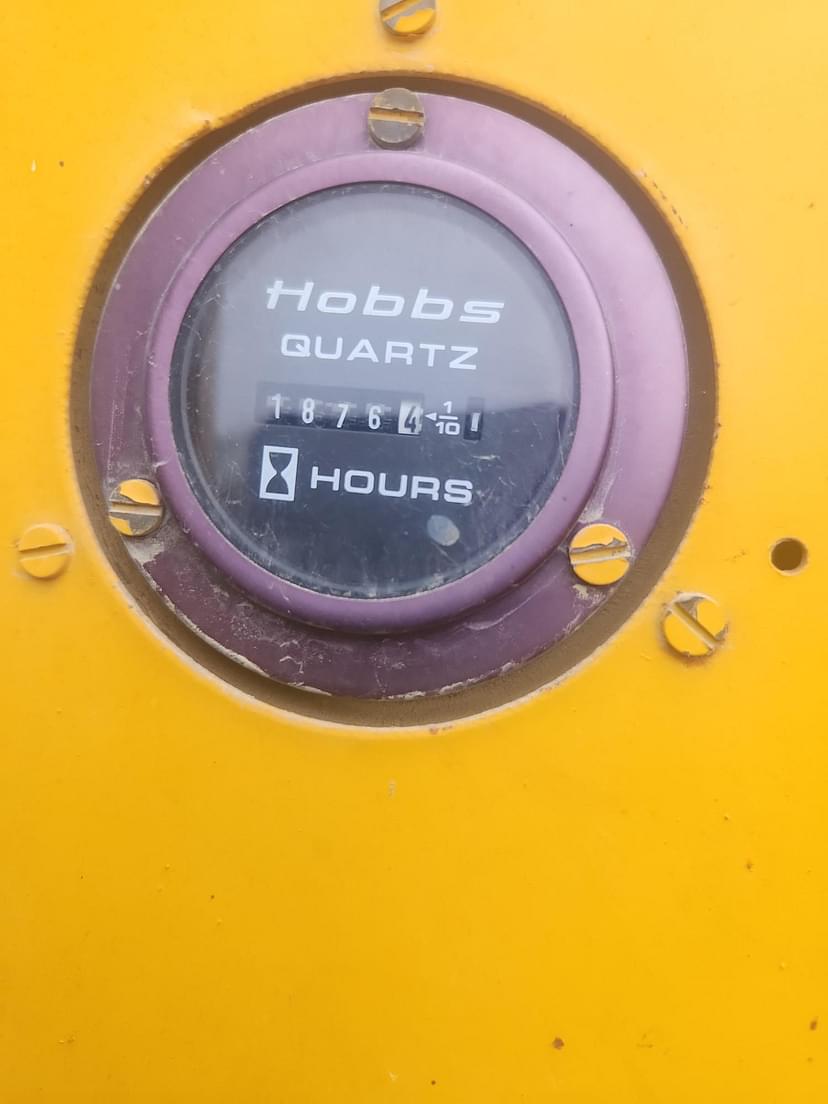 Hobbs
QUARTZ
18764 ◄ 1/10
HOURS